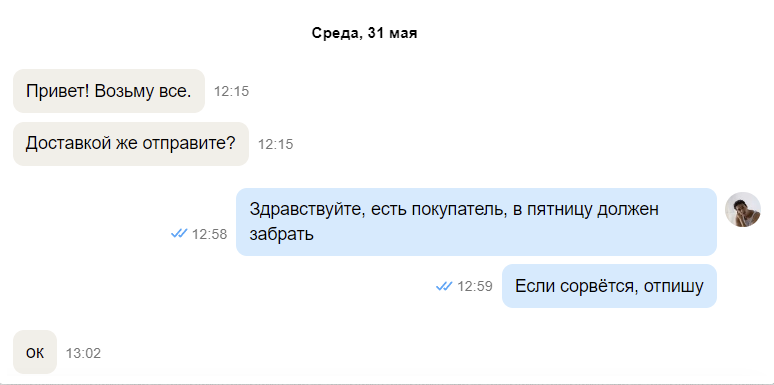 Среда, 31 мая
Привет! Возьму все.
12:15
Доставкой же отправите?
12:15
Здравствуйте, есть покупатель, в пятницу должен
забрать
12:58
Если сорвётся, отпишу
12:59
ок
13:02